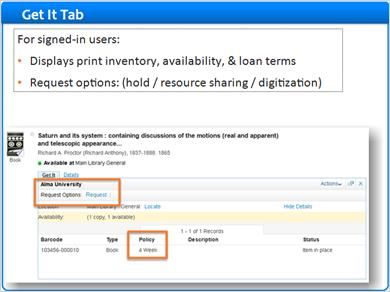 Get It Tab
For signed-in users:
• Displays print inventory, availability, & loan terms
• Request options: (hold / resource sharing / digitization)
Saturn and its system : containing discussions of the motions (real and apparent)
and telescopic appearance...
Richard A. Proctor (Richard Anthony), 1837-1888. 1865
Available at Main Library General
Book
Get It Details
Alma University Actions
Request Options: Request
Location: Main Library General Locate Hide Details
Availability: (1 copy, 1 available)
1 - 1 of 1 Records
Barcode Type Policy Description Status
103456-000010 Book 4 Week Item in place